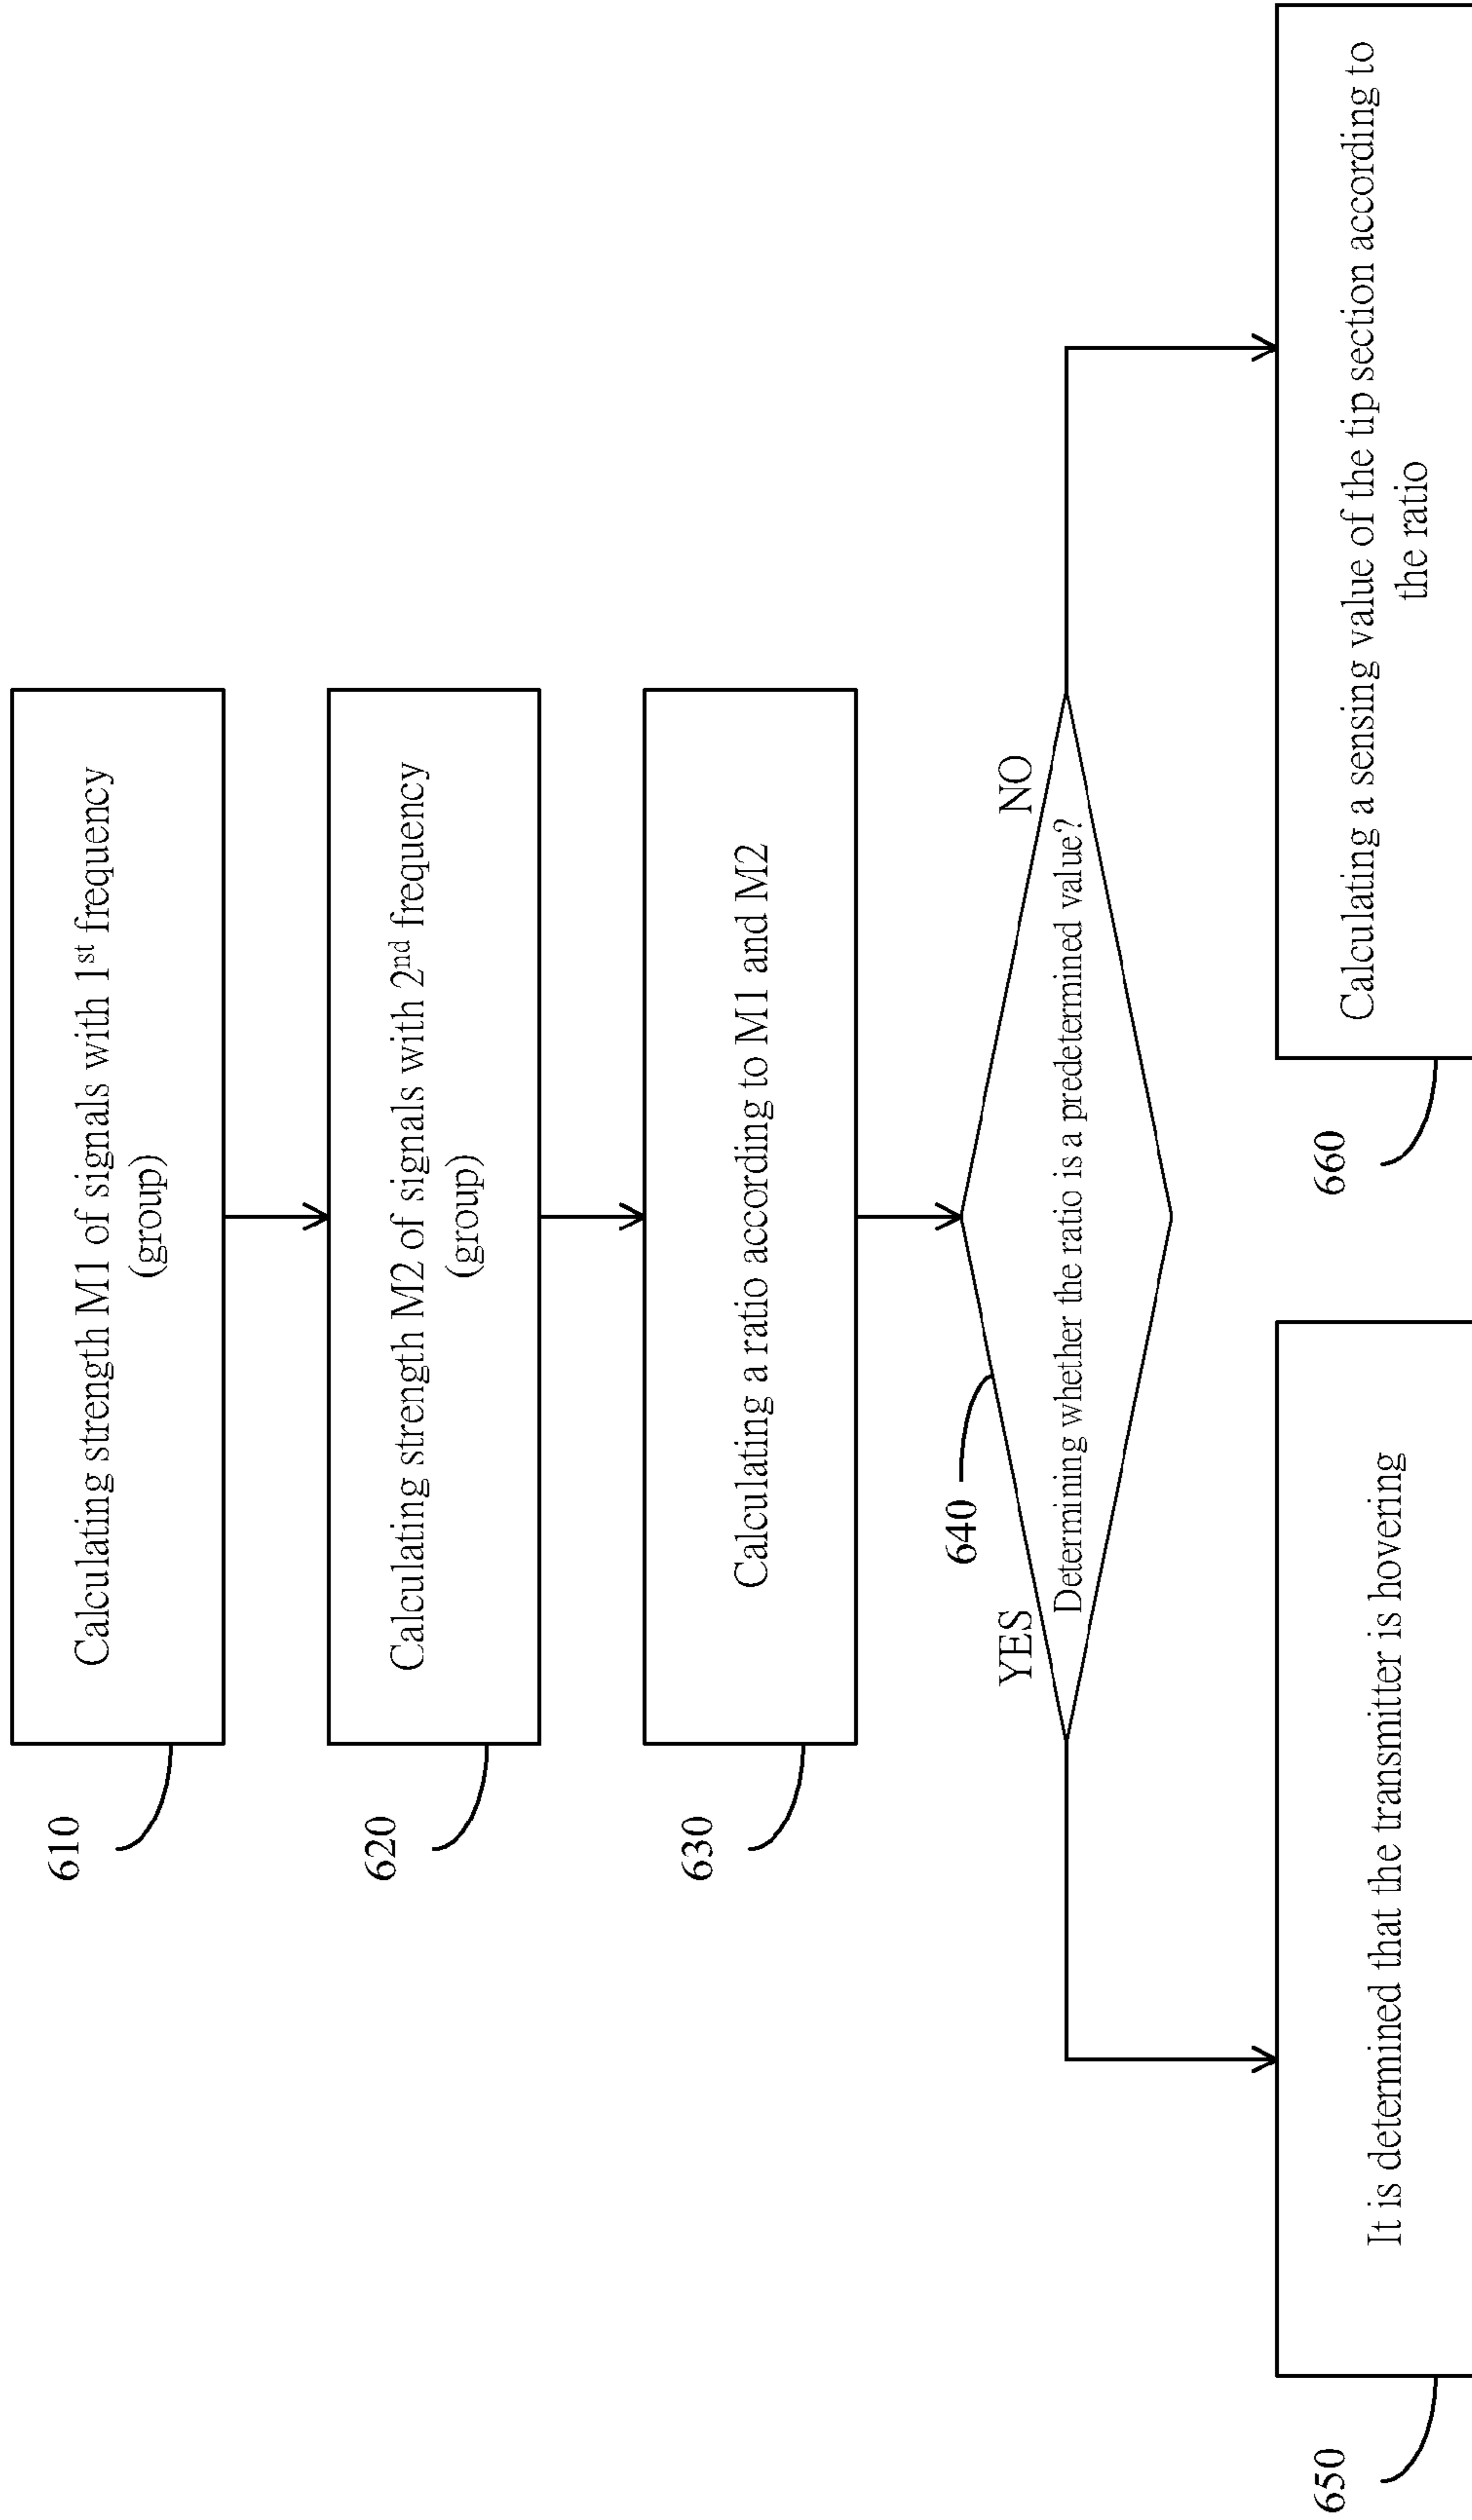 610
Calculating strength M1 of signals with 1st frequency
(group)
620
Calculating strength M2 of signals with 2nd frequency
(group)
630
Calculating a ratio according to M1 and M2
640
YES
NO
Determining whether the ratio is a predetermined value?
650
It is determined that the transmitter is hovering
660
Calculating a sensing value of the tip section according to
the ratio